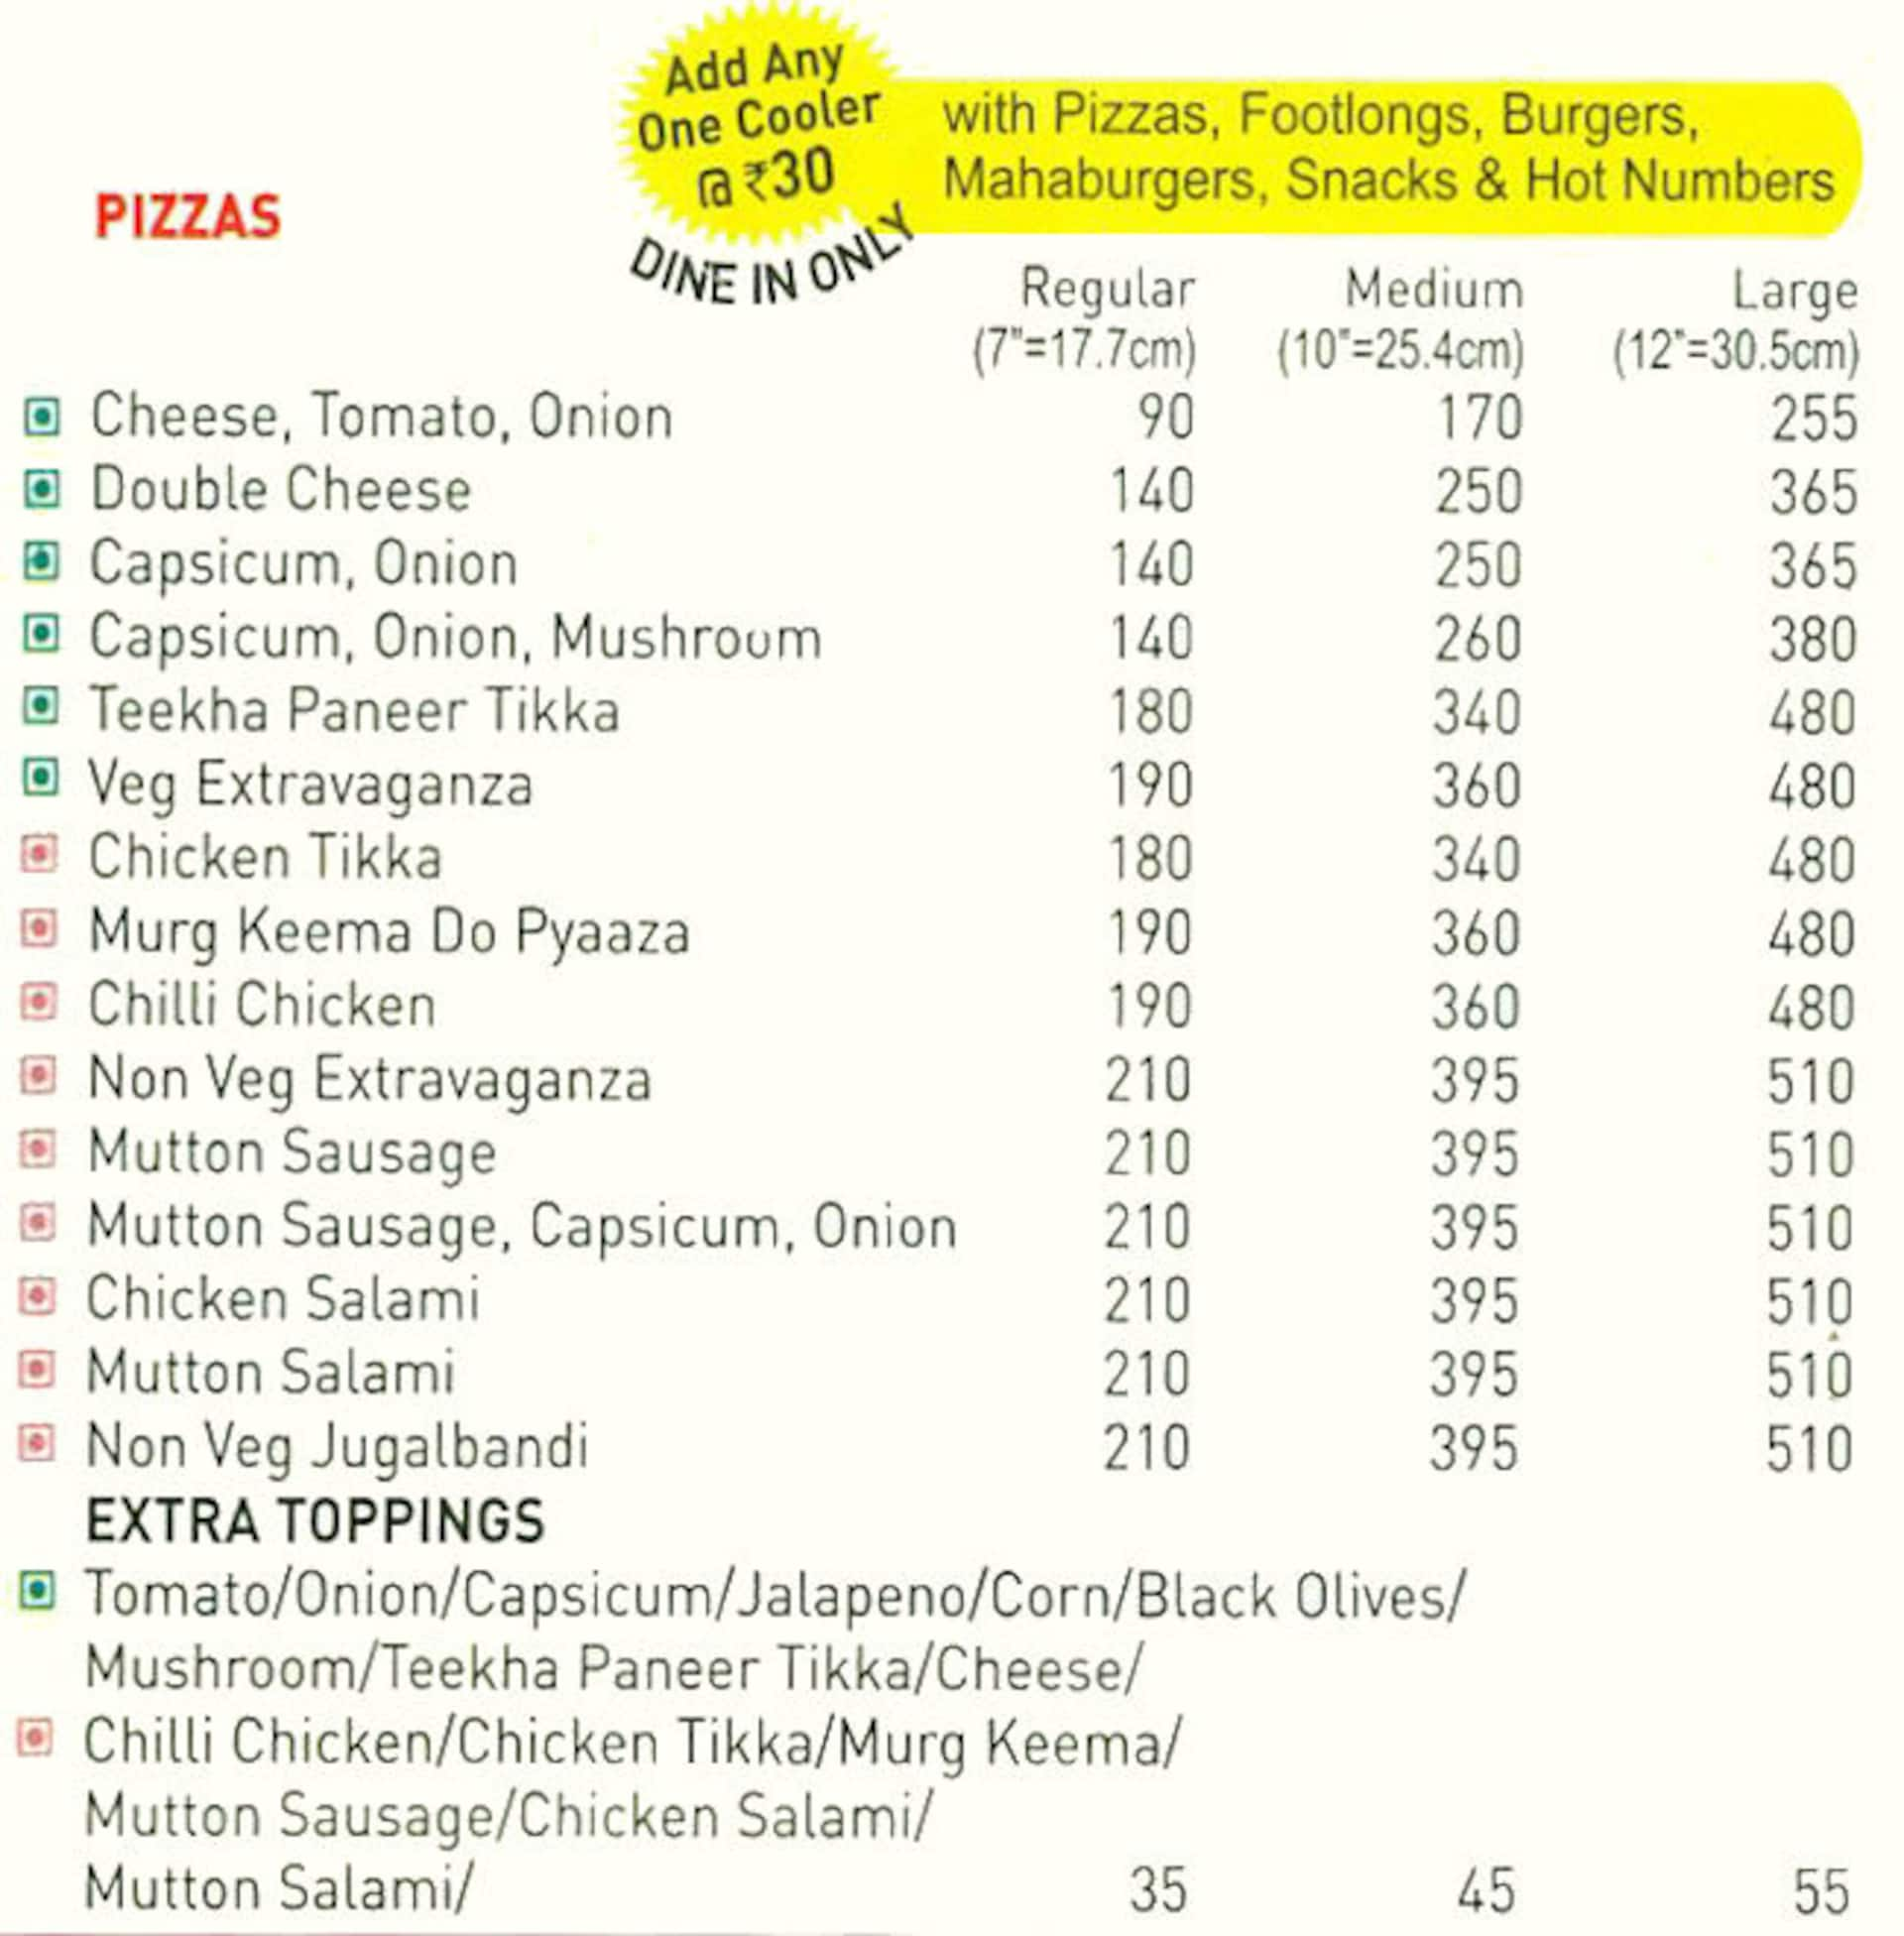 Add Any
One Cooler
@ ₹30
DINE IN ONLY
with Pizzas, Footlongs, Burgers,
Mahaburgers, Snacks & Hot Numbers
PIZZAS
Regular Medium Large
(7"=17.7cm) (10"=25.4cm) (12"=30.5cm)
Cheese, Tomato, Onion 90 170 255
Double Cheese 140 250 365
Capsicum, Onion 140 250 365
Capsicum, Onion, Mushroom 140 260 380
Teekha Paneer Tikka 180 340 480
Veg Extravaganza 190 360 480
Chicken Tikka 180 340 480
Murg Keema Do Pyaaza 190 360 480
Chilli Chicken 190 360 480
Non Veg Extravaganza 210 395 510
Mutton Sausage 210 395 510
Mutton Sausage, Capsicum, Onion 210 395 510
Chicken Salami 210 395 510
Mutton Salami 210 395 510
Non Veg Jugalbandi 210 395 510
EXTRA TOPPINGS
Tomato/Onion/Capsicum/Jalapeno/Corn/Black Olives/
Mushroom/Teekha Paneer Tikka/Cheese/
Chilli Chicken/Chicken Tikka/Murg Keema/
Mutton Sausage/Chicken Salami/
Mutton Salami/ 35 45 55